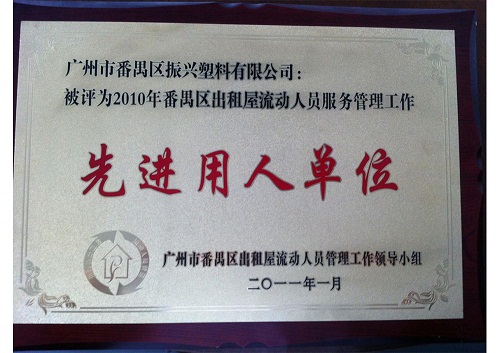 广州市番禺区振兴塑料有限公司：
被评为2010年番禺区出租屋流动人员服务管理工作
先进用人单位
广州市番禺区出租屋流动人员管理工作领导小组
二〇一一年一月